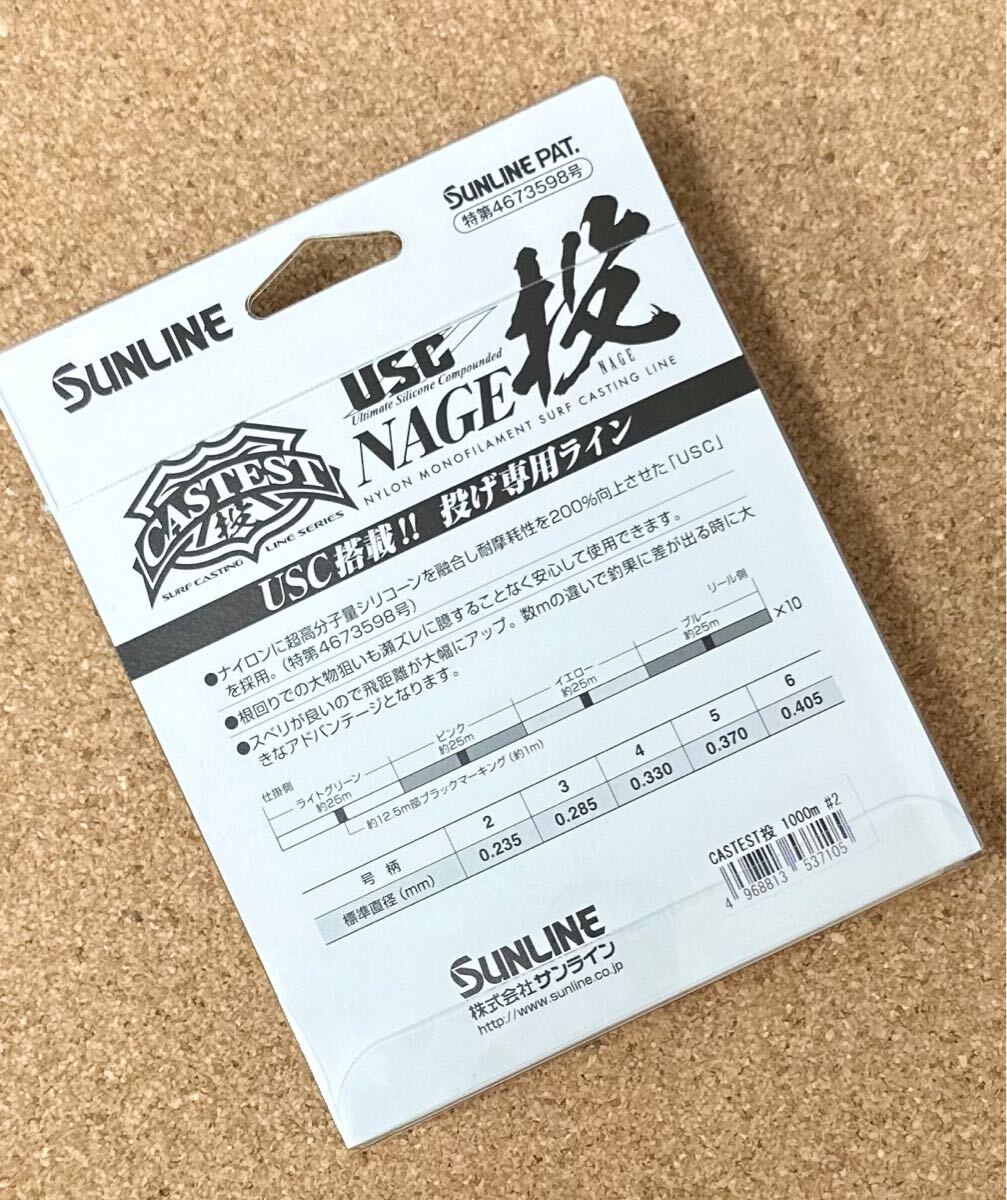 SUNLINE PAT.
特第4673598号
SUNLINE
USC
Ultimate Silicone Compounded
NAGE
投
NAGE
NYLON MONOFILAMENT SURF CASTING LINE
CASTEST
投
SURF CASTING LINE SERIES
USC搭載!! 投げ専用ライン
●ナイロンに超高分子量シリコーンを融合し耐摩耗性を200%向上させた「USC」
を採用。(特第4673598号)
●根回りでの大物狙いも瀬ズレに臆することなく安心して使用できます。
●スベリが良いので飛距離が大幅にアップ。数mの違いで釣果に差が出る時に大
きなアドバンテージとなります。
仕掛側
ライトグリーン
約25m
ピンク
約25m
イエロー
約25m
ブルー
約25m
リール側
×10
約12.5m部ブラックマーキング(約1m)
号 柄 2 3 4 5 6
標準直径(mm) 0.235 0.285 0.330 0.370 0.405
CASTEST投 1000m #2
4 968813 537105
SUNLINE
株式会社サンライン
http://www.sunline.co.jp